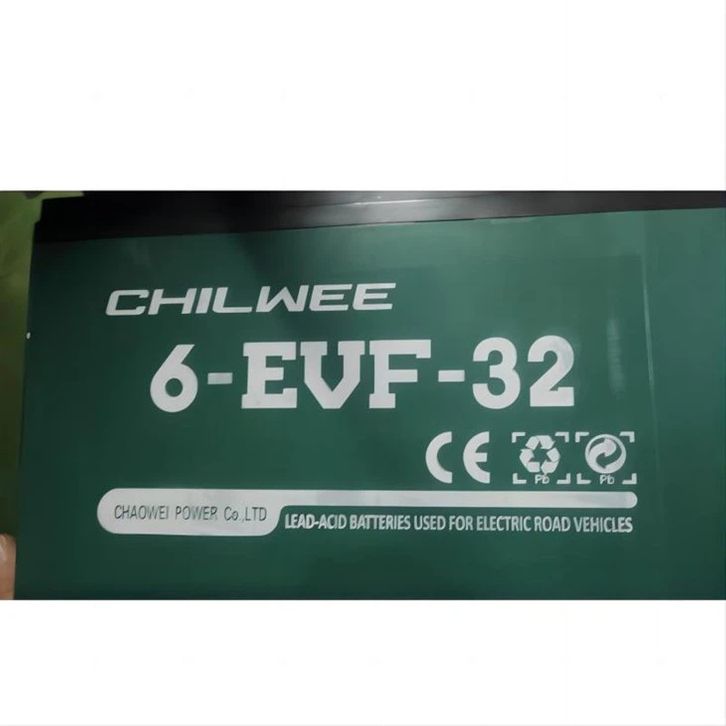 CHILWEE
6-EVF-32
CE
Pb Pb
CHAOWEI POWER Co.,LTD
LEAD-ACID BATTERIES USED FOR ELECTRIC ROAD VEHICLES